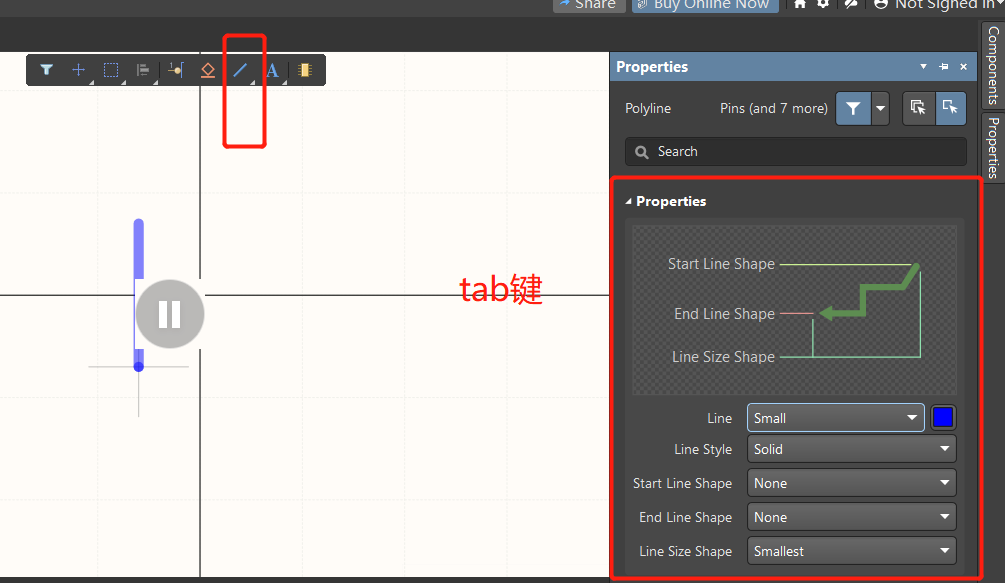 Share
Buy Online Now
Not Signed In
A
Properties
Polyline
Pins (and 7 more)
Search
Components
Properties
Properties
Start Line Shape
End Line Shape
Line Size Shape
tab键
Line
Small
Line Style
Solid
Start Line Shape
None
End Line Shape
None
Line Size Shape
Smallest